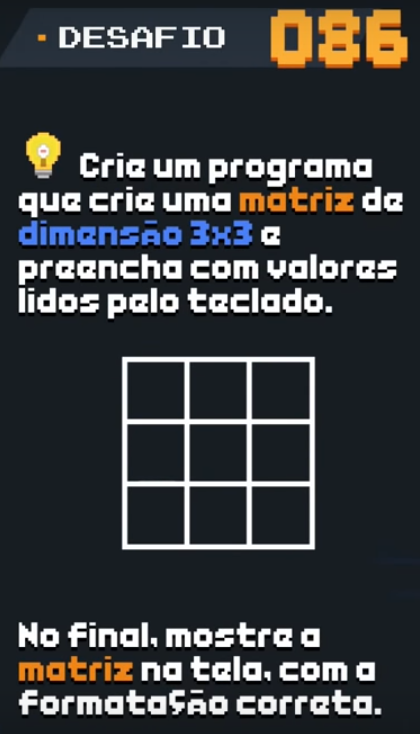 DESAFIO 086
Crie um programa
que crie uma matriz de
dimensão 3x3 e
preencha com valores
lidos pelo teclado.
No final, mostre a
matriz na tela, com a
formatação correta.